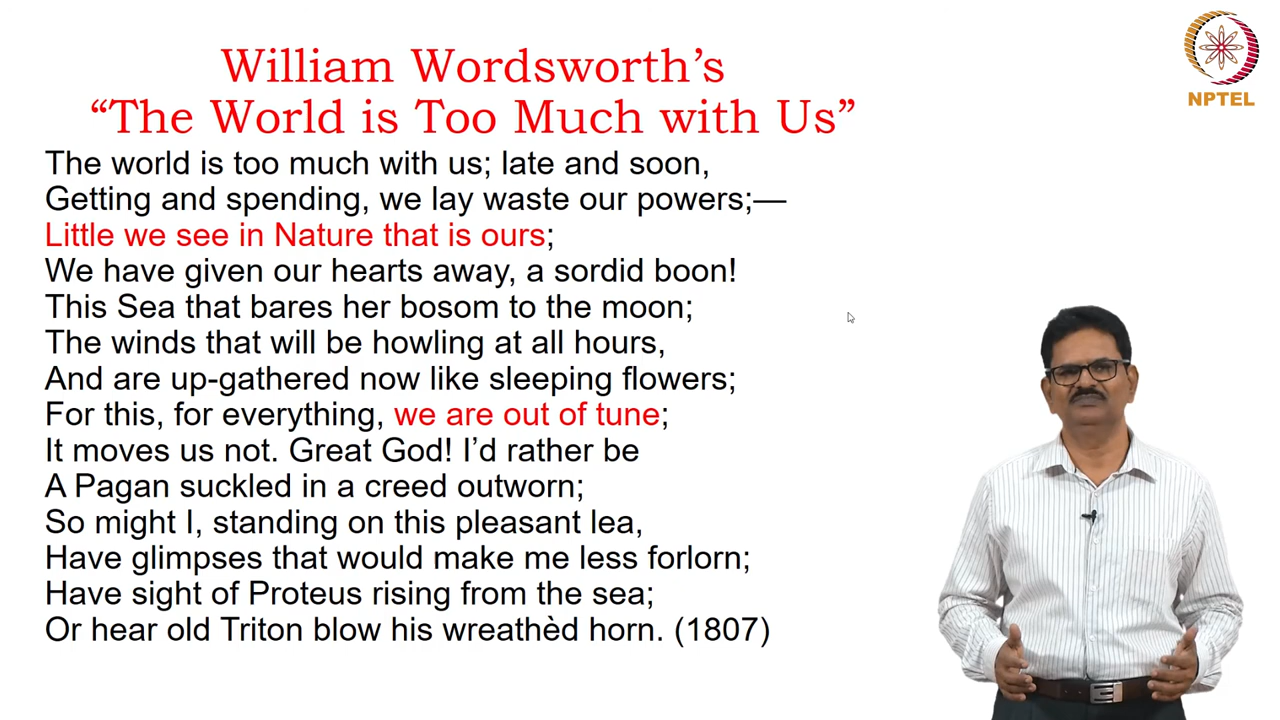 William Wordsworth's
“The World is Too Much with Us”
NPTEL
The world is too much with us; late and soon,
Getting and spending, we lay waste our powers;—
Little we see in Nature that is ours;
We have given our hearts away, a sordid boon!
This Sea that bares her bosom to the moon;
The winds that will be howling at all hours,
And are up-gathered now like sleeping flowers;
For this, for everything, we are out of tune;
It moves us not. Great God! I’d rather be
A Pagan suckled in a creed outworn;
So might I, standing on this pleasant lea,
Have glimpses that would make me less forlorn;
Have sight of Proteus rising from the sea;
Or hear old Triton blow his wreathèd horn. (1807)